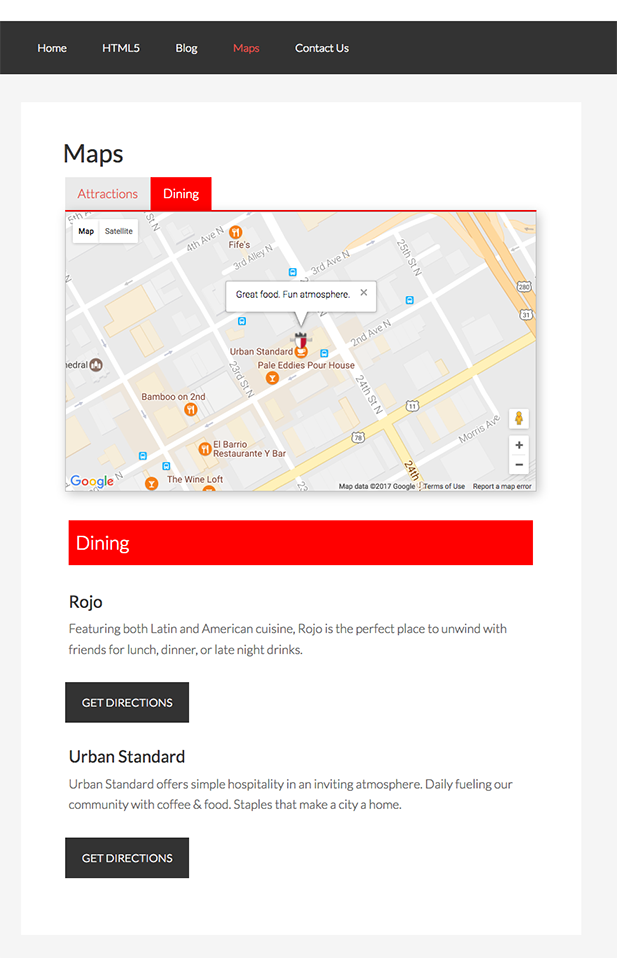 Home HTML5 Blog Maps Contact Us
Maps
Attractions Dining
Map Satellite
4th Ave N
Fife's
3rd Alley N
3rd Ave N
25th St N
280
31
Great food. Fun atmosphere.
2nd Ave N
Urban Standard
Pale Eddies Pour House
edral
23rd St N
24th St N
Bamboo on 2nd
11
Morris Ave
78
El Barrio
Restaurante Y Bar
24th
The Wine Loft
Google
Map data ©2017 Google Terms of Use Report a map error
Dining
Rojo
Featuring both Latin and American cuisine, Rojo is the perfect place to unwind with
friends for lunch, dinner, or late night drinks.
GET DIRECTIONS
Urban Standard
Urban Standard offers simple hospitality in an inviting atmosphere. Daily fueling our
community with coffee & food. Staples that make a city a home.
GET DIRECTIONS